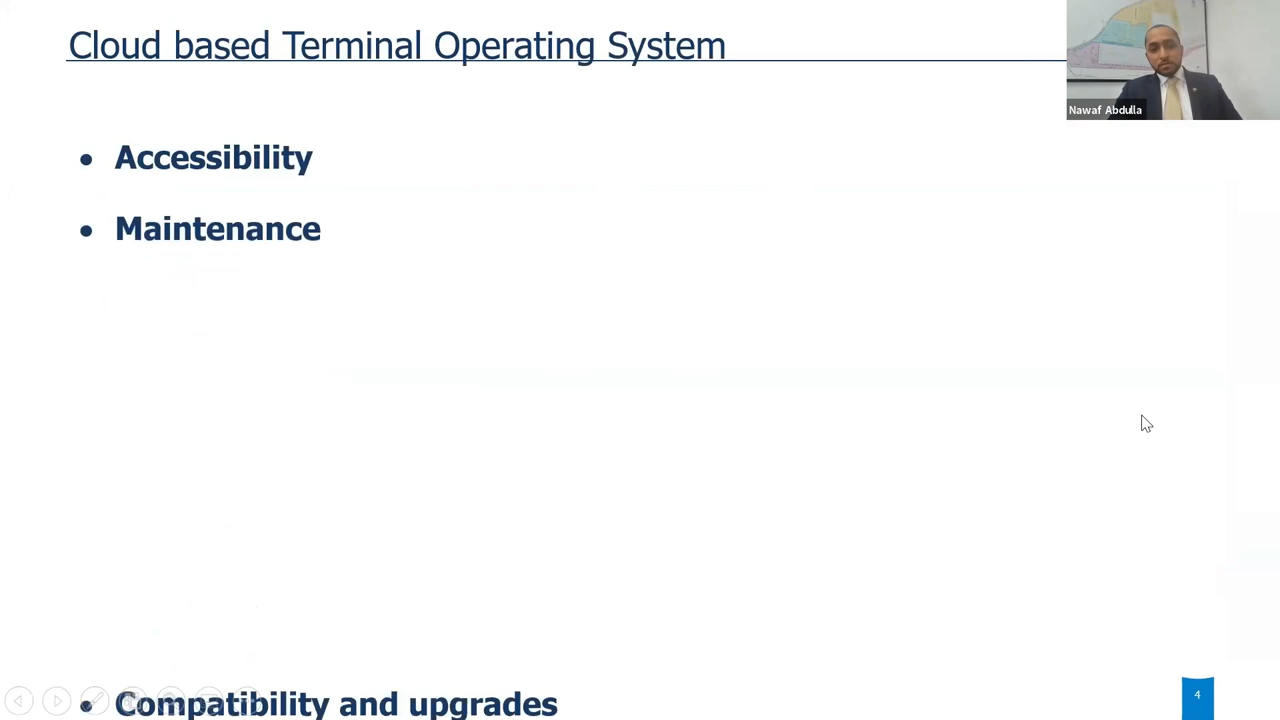 Cloud based Terminal Operating System
Nawaf Abdulla
• Accessibility
• Maintenance
• Compatibility and upgrades
4